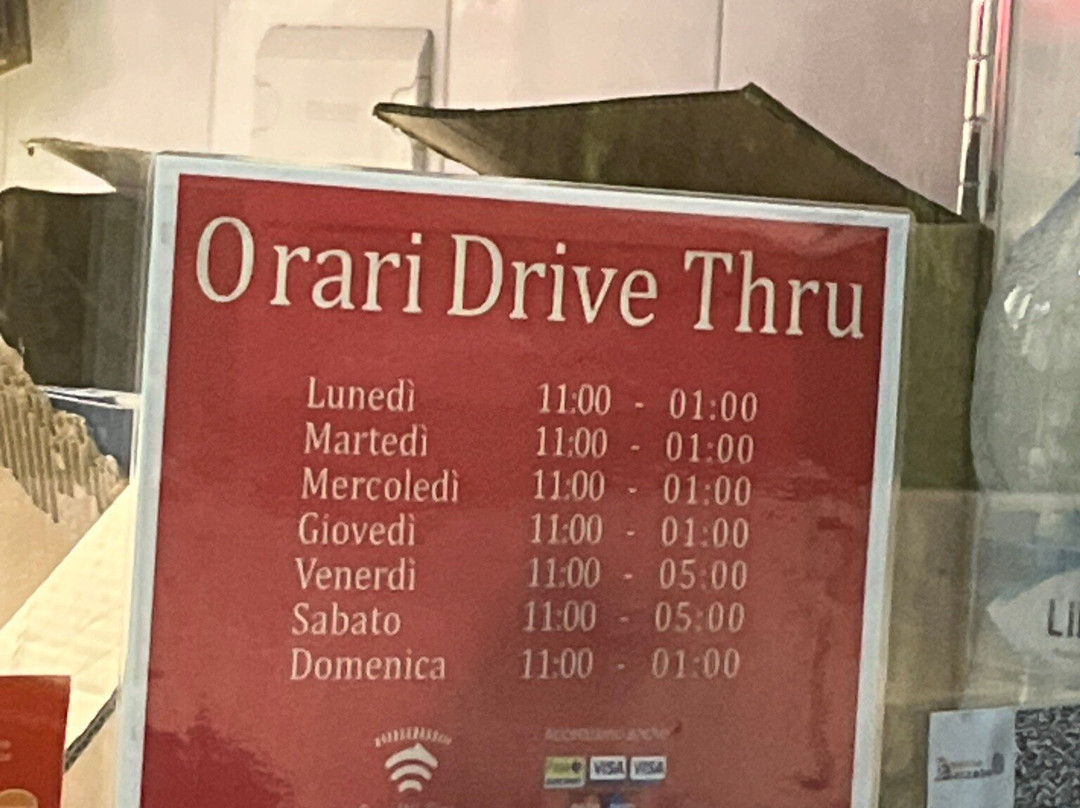 Orari Drive Thru
Lunedì 11:00 - 01:00
Martedì 11:00 - 01:00
Mercoledì 11:00 - 01:00
Giovedì 11:00 - 01:00
Venerdì 11:00 - 05:00
Sabato 11:00 - 05:00
Domenica 11:00 - 01:00
Accettiamo anche
VISA VISA